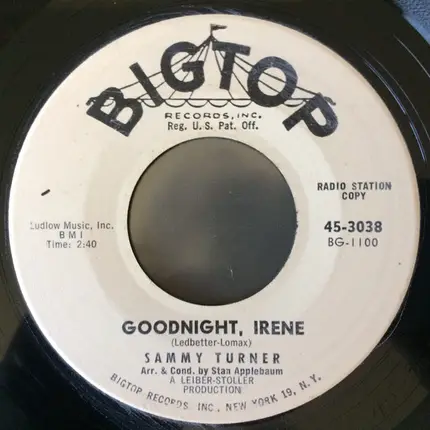 BIGTOP
RECORDS, INC.
Reg. U. S. Pat. Off.
RADIO STATION
COPY
Ludlow Music, Inc.
B M I
Time: 2:40
45-3038
BG-1100
GOODNIGHT, IRENE
(Ledbetter-Lomax)
SAMMY TURNER
Arr. & Cond. by Stan Applebaum
A LEIBER-STOLLER
PRODUCTION
BIGTOP RECORDS INC., NEW YORK 19, N.Y.